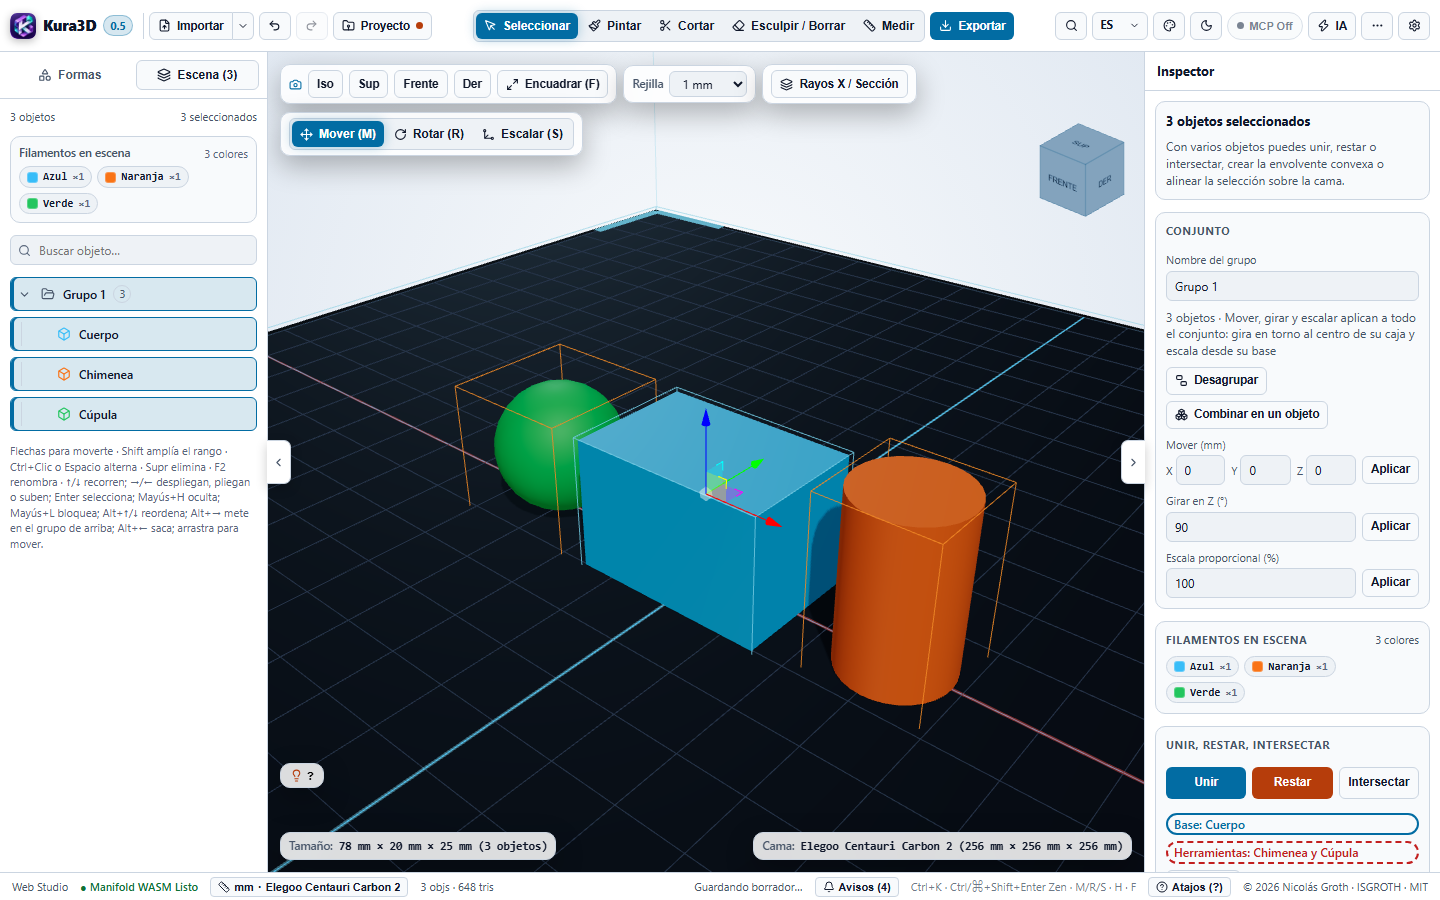 Kura3D 0.5 Importar Proyecto Seleccionar Pintar Cortar Esculpir / Borrar Medir Exportar ES MCP Off IA
Formas Escena (3)
3 objetos 3 seleccionados
Filamentos en escena 3 colores
Azul ×1 Naranja ×1
Verde ×1
Buscar objeto...
Grupo 1 3
Cuerpo
Chimenea
Cúpula
Flechas para moverte · Shift amplía el rango ·
Ctrl+Clic o Espacio alterna · Supr elimina · F2
renombra · ↑/↓ recorren; →/← despliegan, pliegan
o suben; Enter selecciona; Mayús+H oculta;
Mayús+L bloquea; Alt+↑/↓ reordena; Alt+→ mete
en el grupo de arriba; Alt+← saca; arrastra para
mover.
Iso Sup Frente Der Encuadrar (F) Rejilla 1 mm Rayos X / Sección
Mover (M) Rotar (R) Escalar (S)
SUP
FRENTE DER
?
Tamaño: 78 mm × 20 mm × 25 mm (3 objetos)
Cama: Elegoo Centauri Carbon 2 (256 mm × 256 mm × 256 mm)
Inspector
3 objetos seleccionados
Con varios objetos puedes unir, restar o
intersectar, crear la envolvente convexa o
alinear la selección sobre la cama.
CONJUNTO
Nombre del grupo
Grupo 1
3 objetos · Mover, girar y escalar aplican a todo
el conjunto: gira en torno al centro de su caja y
escala desde su base
Desagrupar
Combinar en un objeto
Mover (mm)
X 0 Y 0 Z 0 Aplicar
Girar en Z (°)
90 Aplicar
Escala proporcional (%)
100 Aplicar
FILAMENTOS EN ESCENA 3 colores
Azul ×1 Naranja ×1
Verde ×1
UNIR, RESTAR, INTERSECTAR
Unir Restar Intersectar
Base: Cuerpo
Herramientas: Chimenea y Cúpula
Web Studio Manifold WASM Listo mm · Elegoo Centauri Carbon 2 3 objs · 648 tris Guardando borrador... Avisos (4) Ctrl+K · Ctrl/⌘+Shift+Enter Zen · M/R/S · H · F Atajos (?) © 2026 Nicolás Groth · ISGROTH · MIT